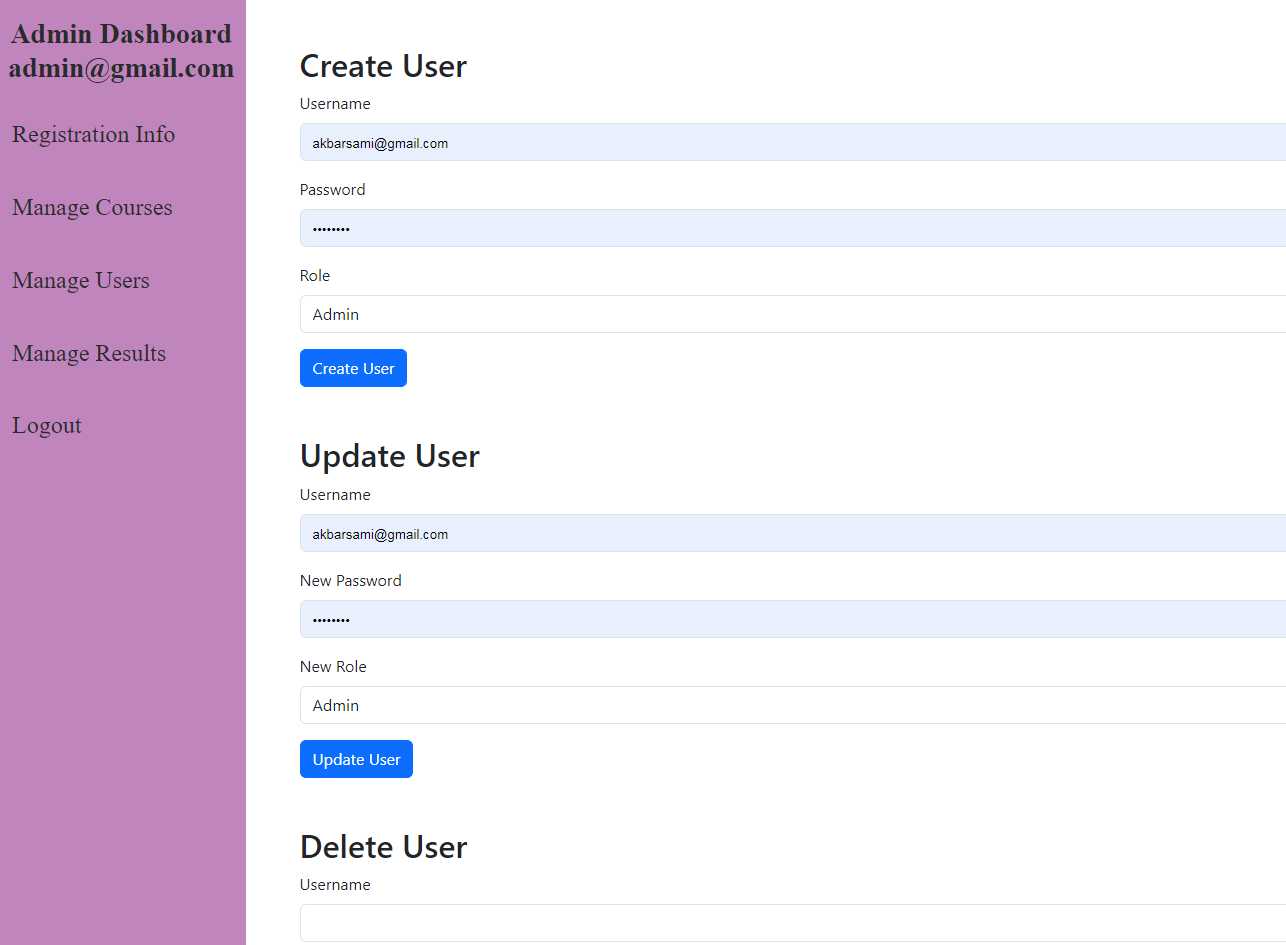 Admin Dashboard
admin@gmail.com
Registration Info
Manage Courses
Manage Users
Manage Results
Logout
Create User
Username
akbarsami@gmail.com
Password
••••••••
Role
Admin
Create User
Update User
Username
akbarsami@gmail.com
New Password
••••••••
New Role
Admin
Update User
Delete User
Username